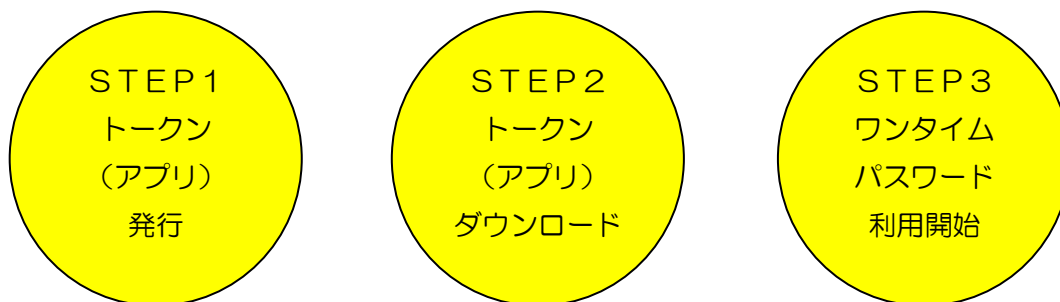 ＳＴＥＰ１
トークン
（アプリ）
発行
ＳＴＥＰ２
トークン
（アプリ）
ダウンロード
ＳＴＥＰ３
ワンタイム
パスワード
利用開始